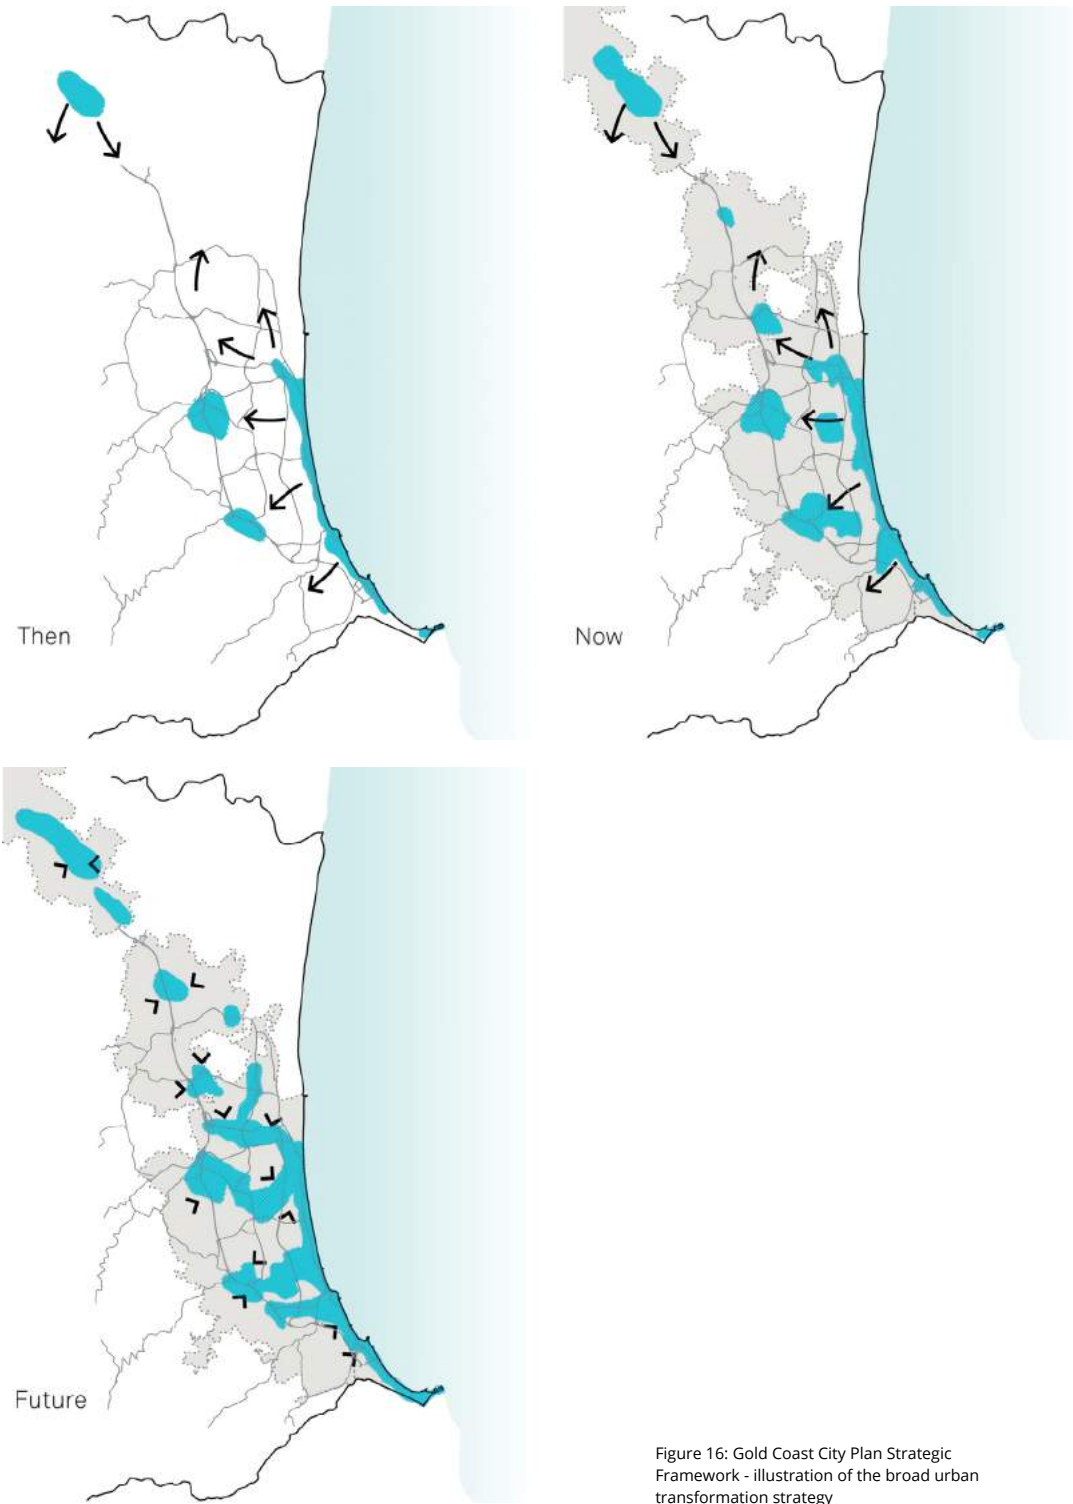 Then
Now
Future
Figure 16: Gold Coast City Plan Strategic
Framework - illustration of the broad urban
transformation strategy